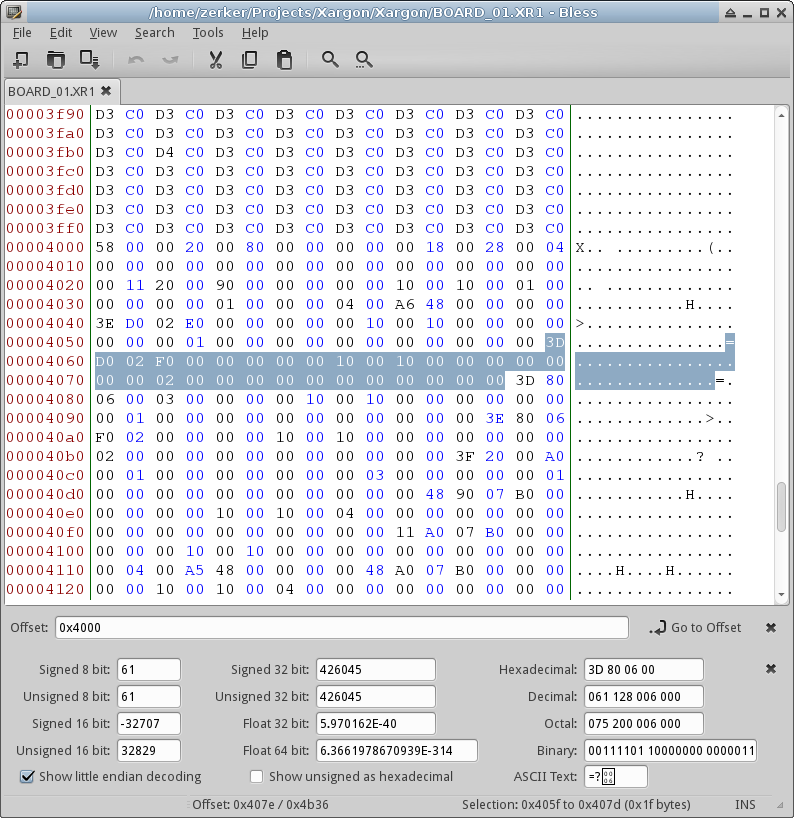 /home/zerker/Projects/Xargon/Xargon/BOARD_01.XR1 - Bless
File Edit View Search Tools Help
BOARD_01.XR1
00003f90 D3 C0 D3 C0 D3 C0 D3 C0 D3 C0 D3 C0 D3 C0 D3 C0 ................
00003fa0 D3 C0 D3 C0 D3 C0 D3 C0 D3 C0 D3 C0 D3 C0 D3 C0 ................
00003fb0 D3 C0 D4 C0 D3 C0 D3 C0 D3 C0 D3 C0 D3 C0 D3 C0 ................
00003fc0 D3 C0 D3 C0 D3 C0 D3 C0 D3 C0 D3 C0 D3 C0 D3 C0 ................
00003fd0 D3 C0 D3 C0 D3 C0 D3 C0 D3 C0 D3 C0 D3 C0 D3 C0 ................
00003fe0 D3 C0 D3 C0 D3 C0 D3 C0 D3 C0 D3 C0 D3 C0 D3 C0 ................
00003ff0 D3 C0 D3 C0 D3 C0 D3 C0 D3 C0 D3 C0 D3 C0 D3 C0 ................
00004000 58 00 00 20 00 80 00 00 00 00 00 18 00 28 00 04 X.. .........(..
00004010 00 00 00 00 00 00 00 00 00 00 00 00 00 00 00 00 ................
00004020 00 11 20 00 90 00 00 00 00 00 10 00 10 00 01 00 .. .............
00004030 00 00 00 00 01 00 00 00 04 00 A6 48 00 00 00 00 ...........H....
00004040 3E D0 02 E0 00 00 00 00 00 10 00 10 00 00 00 00 >...............
00004050 00 00 00 01 00 00 00 00 00 00 00 00 00 00 00 3D ...............=
00004060 D0 02 F0 00 00 00 00 00 10 00 10 00 00 00 00 00 ................
00004070 00 00 02 00 00 00 00 00 00 00 00 00 00 00 3D 80 ..............=.
00004080 06 00 03 00 00 00 00 10 00 10 00 00 00 00 00 00 ................
00004090 00 01 00 00 00 00 00 00 00 00 00 00 00 3E 80 06 .............>..
000040a0 F0 02 00 00 00 00 10 00 10 00 00 00 00 00 00 00 ................
000040b0 02 00 00 00 00 00 00 00 00 00 00 00 3F 20 00 A0 ............? ..
000040c0 00 01 00 00 00 00 00 00 00 03 00 00 00 00 00 01 ................
000040d0 00 00 00 00 00 00 00 00 00 00 00 48 90 07 B0 00 ...........H....
000040e0 00 00 00 00 10 00 10 00 04 00 00 00 00 00 00 00 ................
000040f0 00 00 00 00 00 00 00 00 00 00 11 A0 07 B0 00 00 ................
00004100 00 00 00 10 00 10 00 00 00 00 00 00 00 00 00 00 ................
00004110 00 04 00 A5 48 00 00 00 00 48 A0 07 B0 00 00 00 ....H....H......
00004120 00 00 10 00 10 00 04 00 00 00 00 00 00 00 00 00 ................
Offset: 0x4000 Go to Offset
Signed 8 bit: 61 Signed 32 bit: 426045 Hexadecimal: 3D 80 06 00
Unsigned 8 bit: 61 Unsigned 32 bit: 426045 Decimal: 061 128 006 000
Signed 16 bit: -32707 Float 32 bit: 5.970162E-40 Octal: 075 200 006 000
Unsigned 16 bit: 32829 Float 64 bit: 6.3661978670939E-314 Binary: 00111101 10000000 0000011
Show little endian decoding Show unsigned as hexadecimal ASCII Text: =?
Offset: 0x407e / 0x4b36 Selection: 0x405f to 0x407d (0x1f bytes) INS